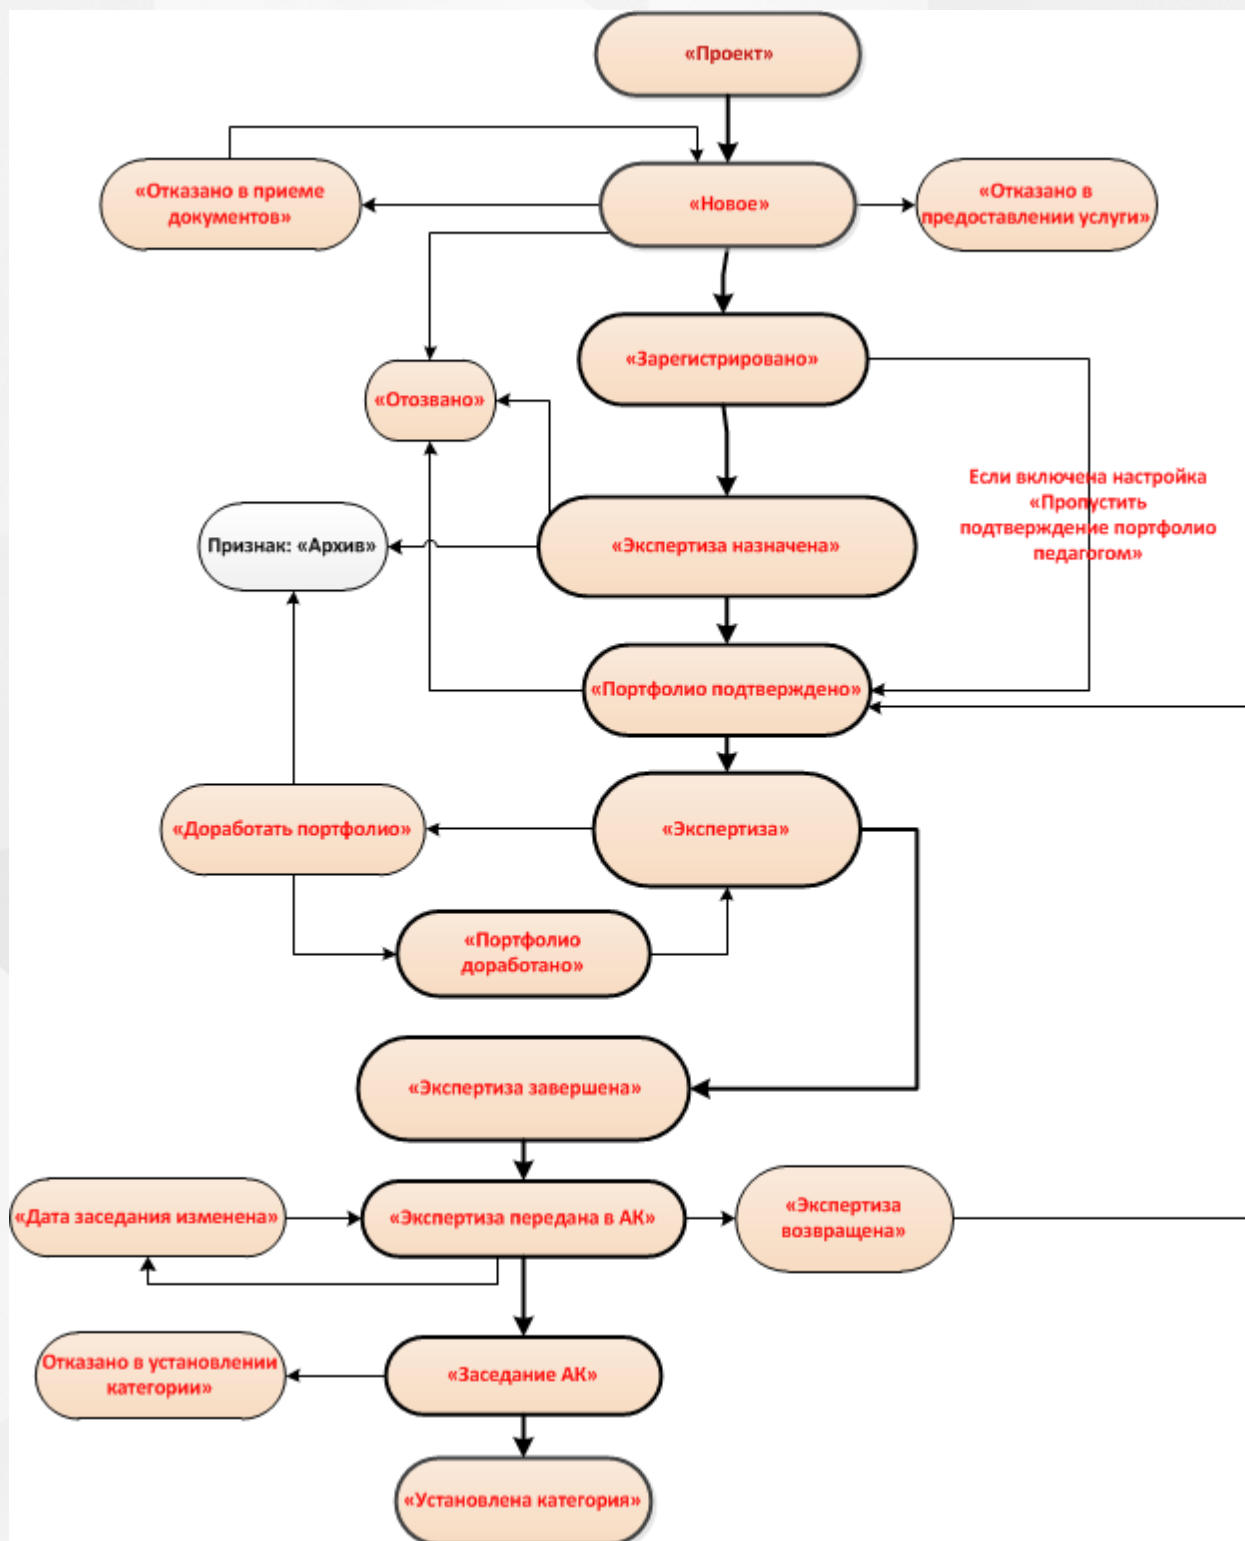 «Проект»
«Отказано в приеме
документов»
«Новое»
«Отказано в
предоставлении услуги»
«Зарегистрировано»
«Отозвано»
Если включена настройка
«Пропустить
подтверждение портфолио
педагогом»
Признак: «Архив»
«Экспертиза назначена»
«Портфолио подтверждено»
«Доработать портфолио»
«Экспертиза»
«Портфолио
доработано»
«Экспертиза завершена»
«Дата заседания изменена»
«Экспертиза передана в АК»
«Экспертиза
возвращена»
Отказано в установлении
категории»
«Заседание АК»
«Установлена категория»